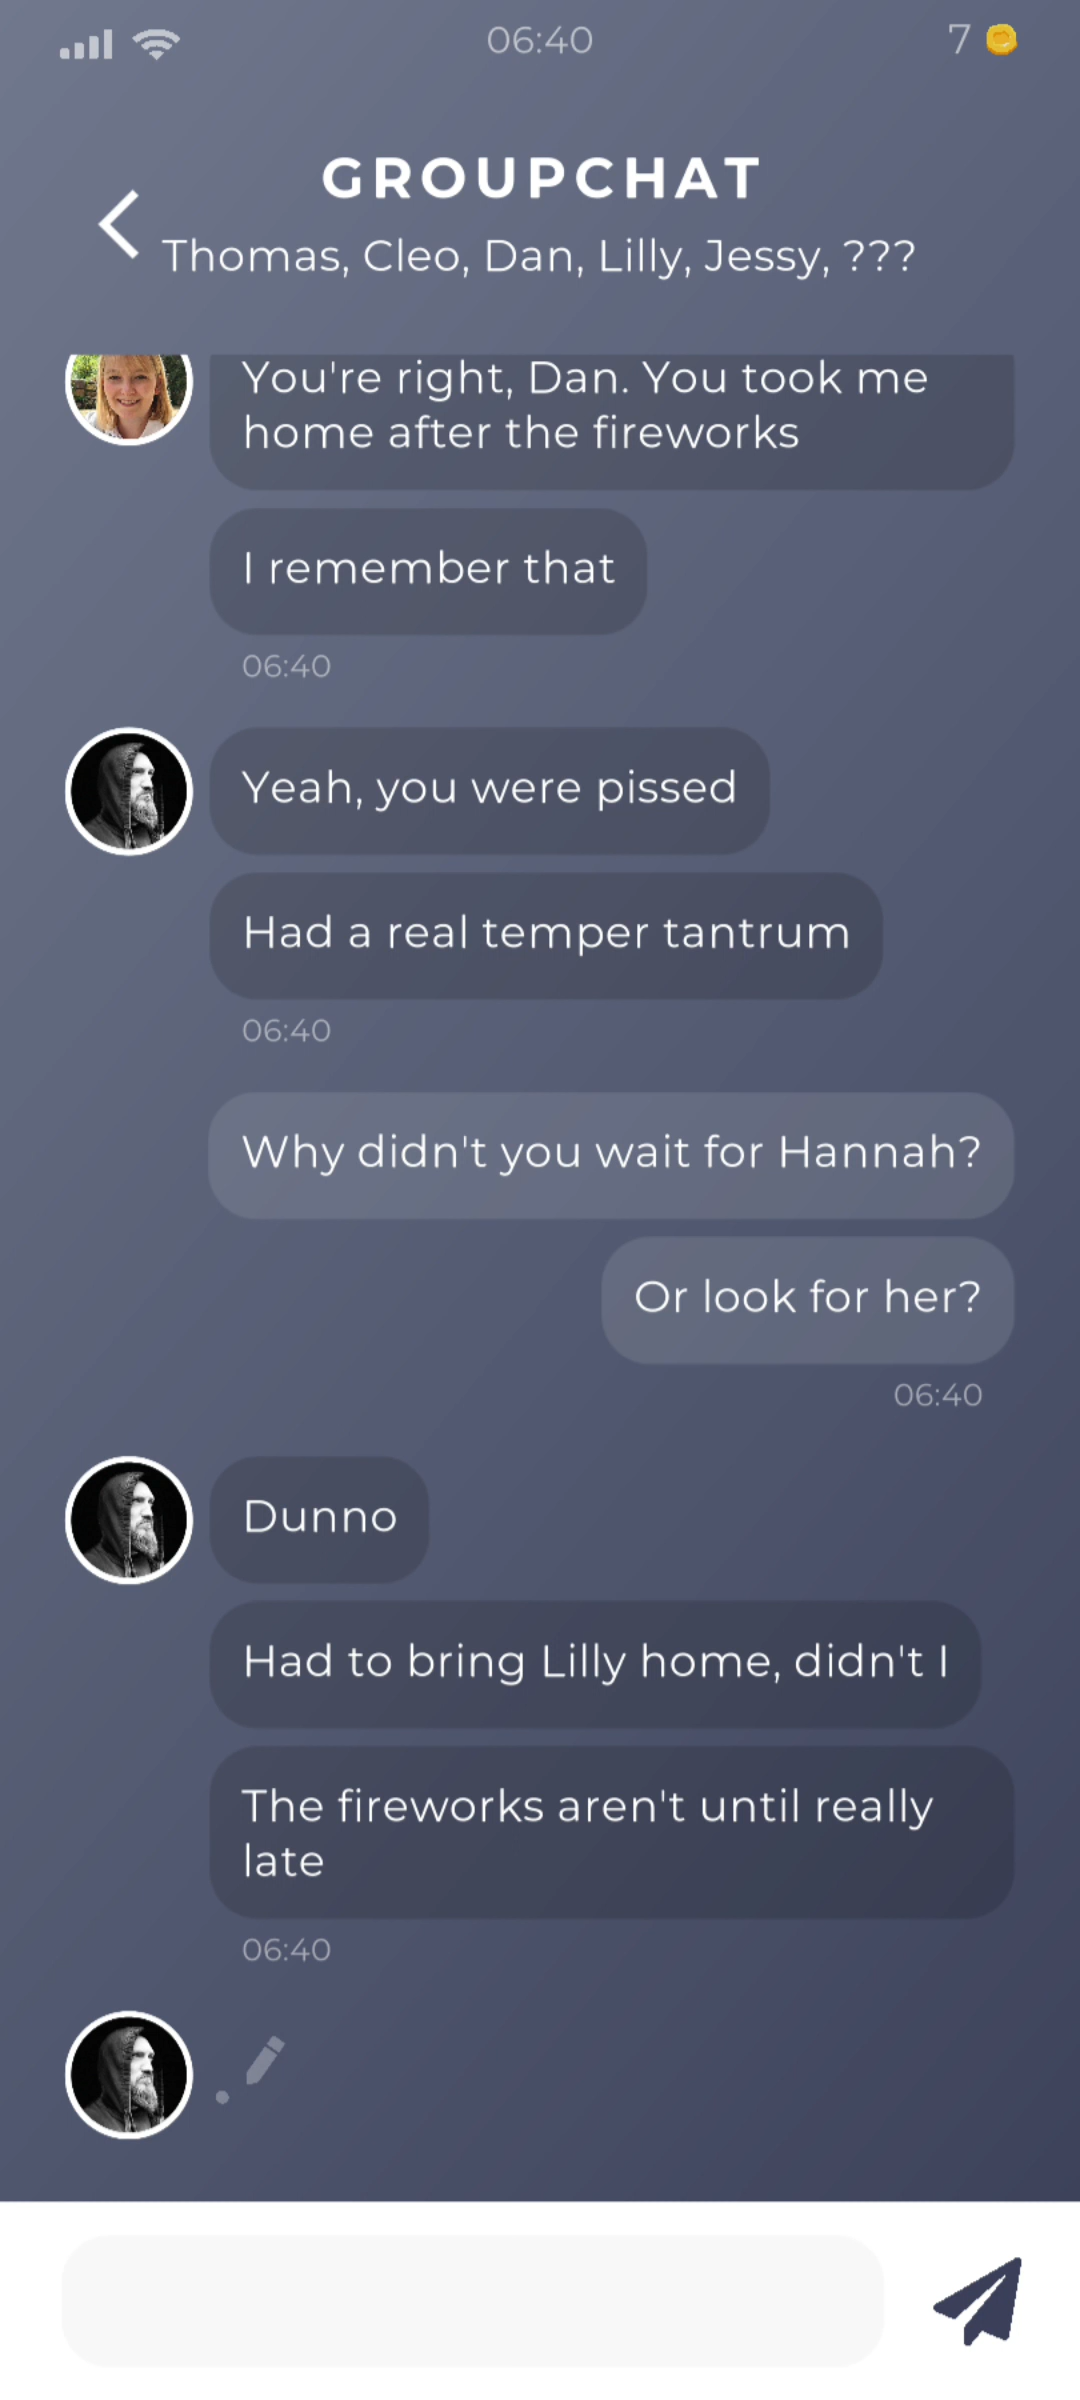 06:40
7
GROUPCHAT
Thomas, Cleo, Dan, Lilly, Jessy, ???
You're right, Dan. You took me
home after the fireworks
I remember that
06:40
Yeah, you were pissed
Had a real temper tantrum
06:40
Why didn't you wait for Hannah?
Or look for her?
06:40
Dunno
Had to bring Lilly home, didn't I
The fireworks aren't until really
late
06:40